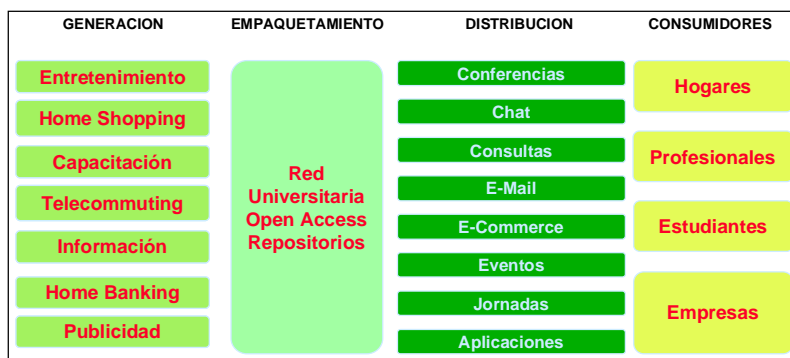 GENERACION
EMPAQUETAMIENTO
DISTRIBUCION
CONSUMIDORES
Entretenimiento
Home Shopping
Capacitación
Telecommuting
Información
Home Banking
Publicidad
Red
Universitaria
Open Access
Repositorios
Conferencias
Chat
Consultas
E-Mail
E-Commerce
Eventos
Jornadas
Aplicaciones
Hogares
Profesionales
Estudiantes
Empresas